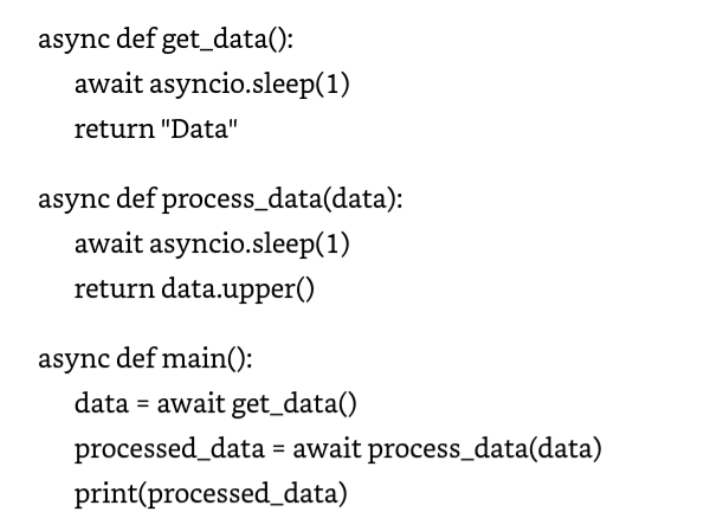 async def get_data():
await asyncio.sleep(1)
return "Data"
async def process_data(data):
await asyncio.sleep(1)
return data.upper()
async def main():
data = await get_data()
processed_data = await process_data(data)
print(processed_data)